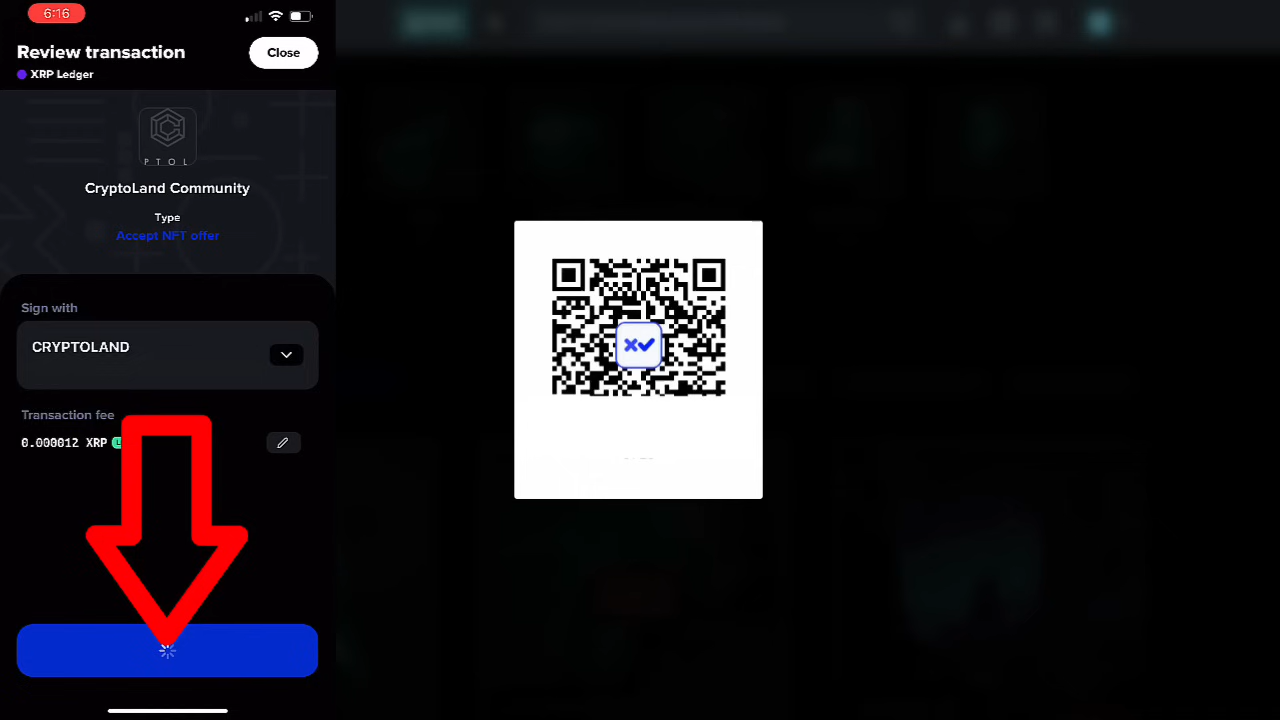 6:16
Review transaction
Close
XRP Ledger
PTOL
CryptoLand Community
Type
Accept NFT offer
Sign with
CRYPTOLAND
Transaction fee
0.000012 XRP